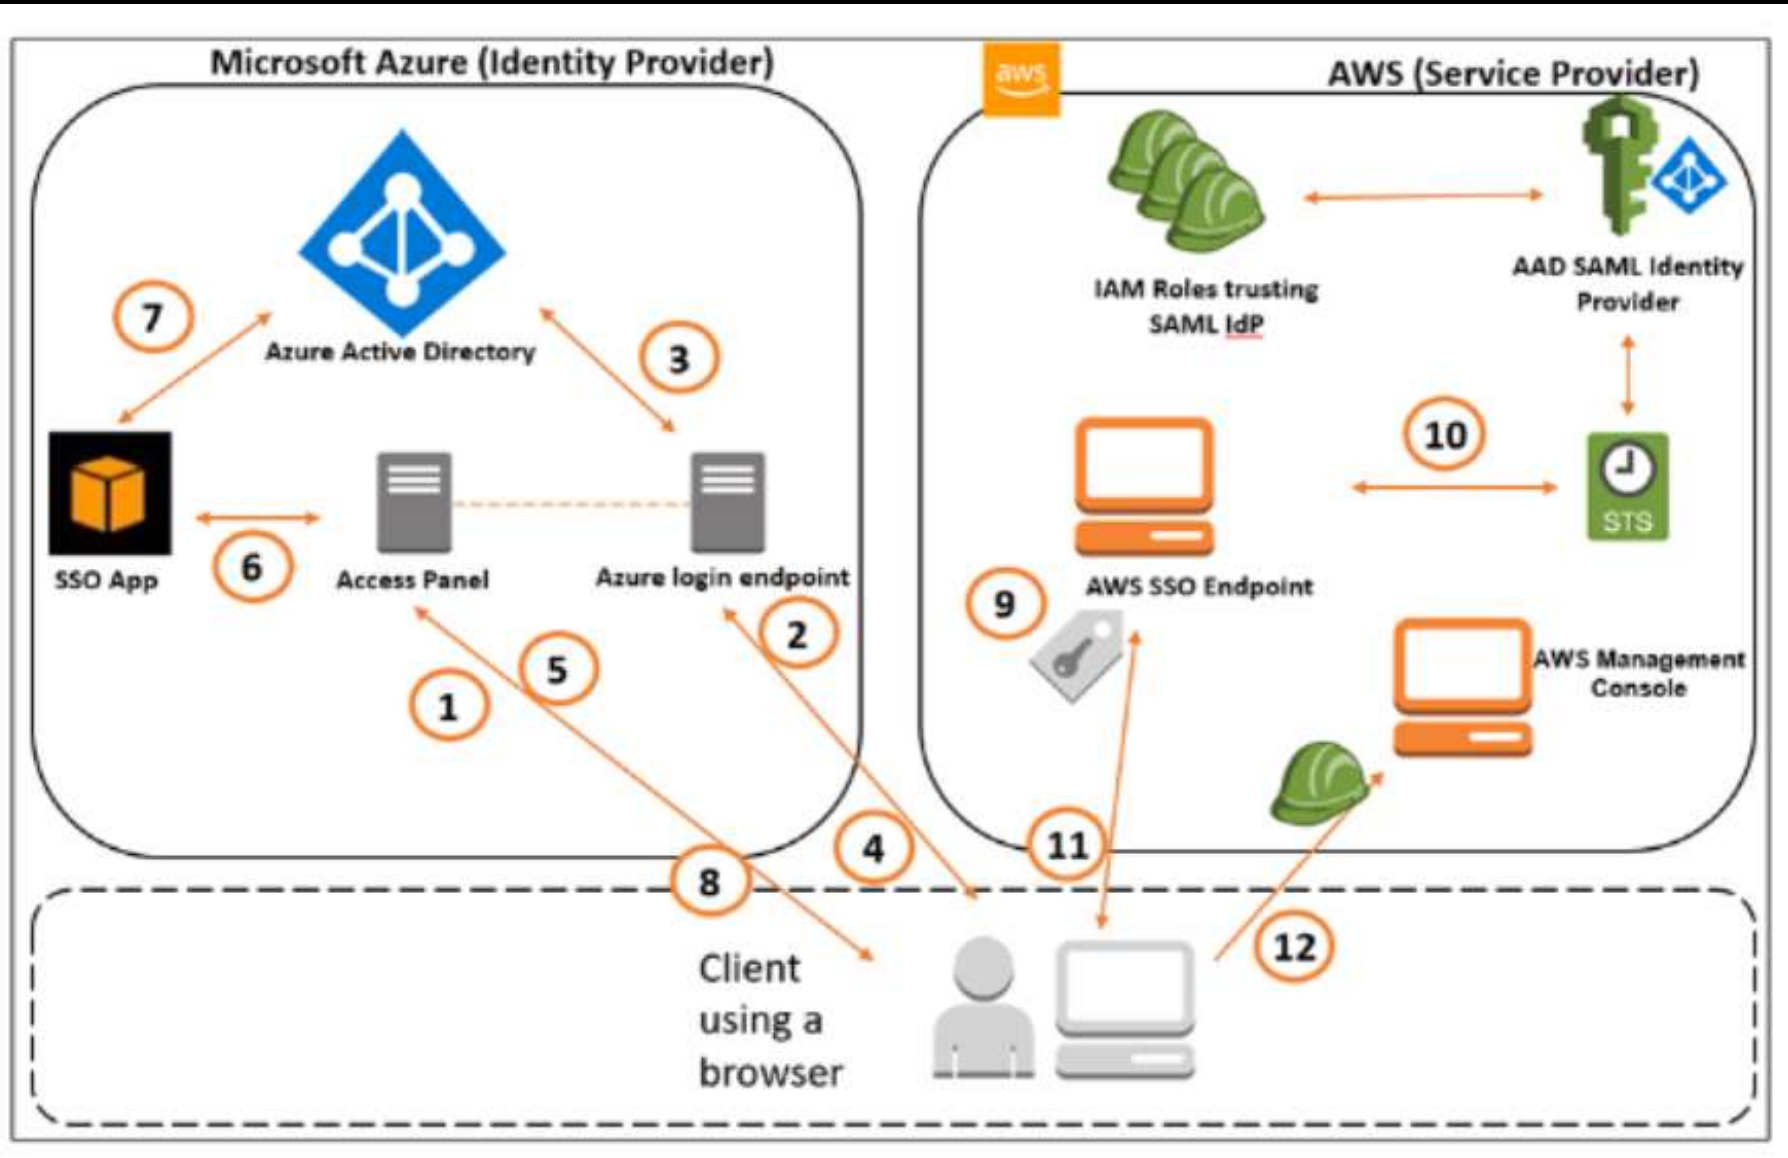 Microsoft Azure (Identity Provider)
aws
AWS (Service Provider)
7
Azure Active Directory
3
IAM Roles trusting
SAML IdP
AAD SAML Identity
Provider
10
STS
SSO App
6
Access Panel
Azure login endpoint
9
AWS SSO Endpoint
2
5
1
AWS Management
Console
4
11
8
12
Client
using a
browser